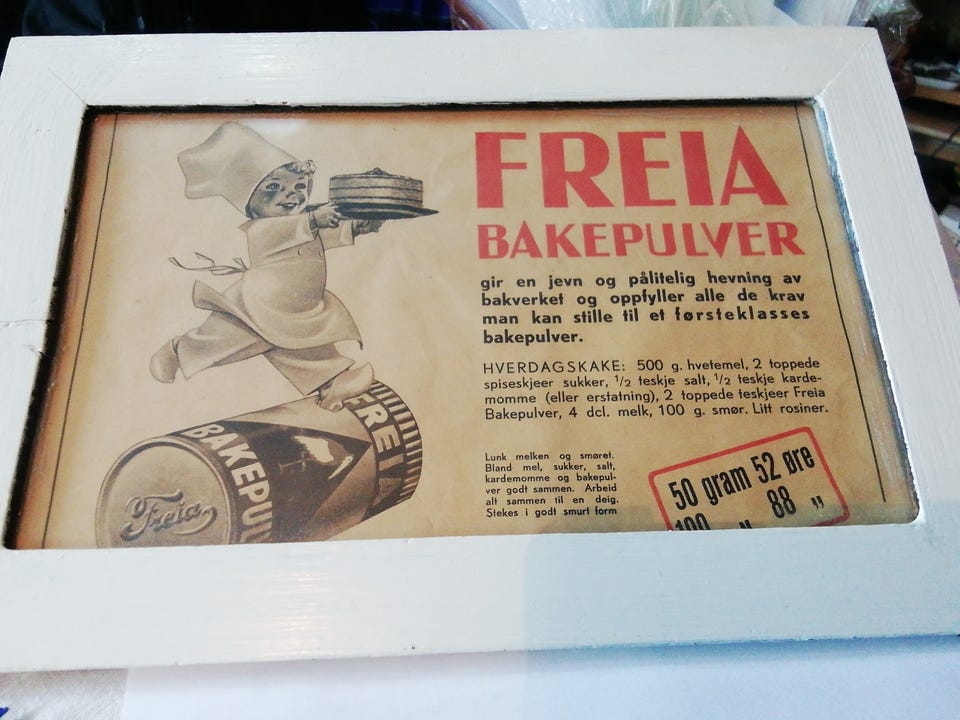 FREIA
BAKEPULVER
gir en jevn og pålitelig hevning av
bakverket og oppfyller alle de krav
man kan stille til et førsteklasses
bakepulver.
HVERDAGSKAKE: 500 g. hvetemel, 2 toppede
spiseskjeer sukker, 1/2 teskje salt, 1/2 teskje karde-
momme (eller erstatning), 2 toppede teskjeer Freia
Bakepulver, 4 dcl. melk, 100 g. smør. Litt rosiner.
Lunk melken og smøret.
Bland mel, sukker, salt,
kardemomme og bakepul-
ver godt sammen. Arbeid
alt sammen til en deig.
Stekes i godt smurt form
50 gram 52 øre
100 " 88 "
FREIA
BAKEPU
Freia